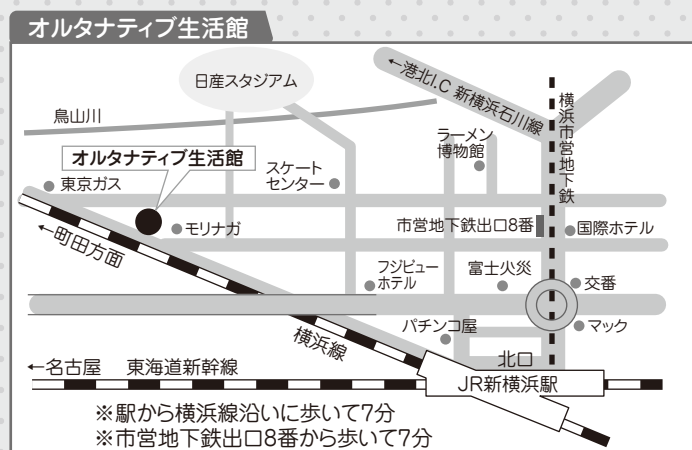 オルタナティブ生活館
日産スタジアム
←港北I.C 新横浜石川線
横浜市営地下鉄
鳥山川
ラーメン
博物館
オルタナティブ生活館
スケート
センター
東京ガス
モリナガ
市営地下鉄出口8番
国際ホテル
←町田方面
フジビュー
ホテル
富士火災
交番
パチンコ屋
マック
横浜線
北口
←名古屋 東海道新幹線
JR新横浜駅
※駅から横浜線沿いに歩いて7分
※市営地下鉄出口8番から歩いて7分